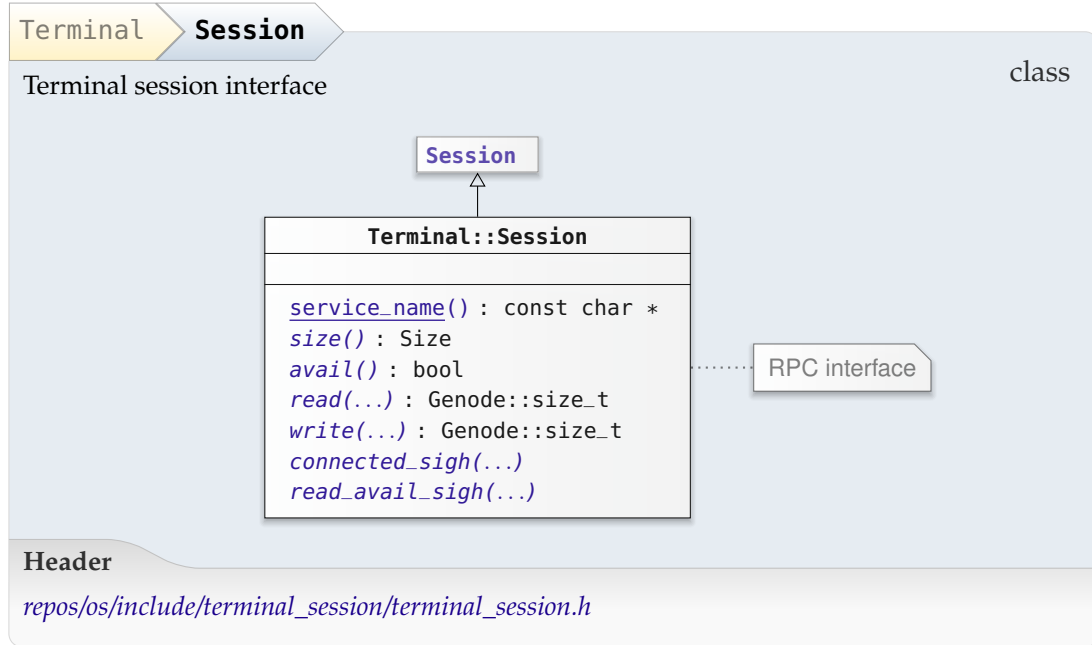 Terminal Session
class
Terminal session interface
Session
Terminal::Session
service_name() : const char *
size() : Size
avail() : bool
read(...) : Genode::size_t
write(...) : Genode::size_t
connected_sigh(...)
read_avail_sigh(...)
RPC interface
Header
repos/os/include/terminal_session/terminal_session.h